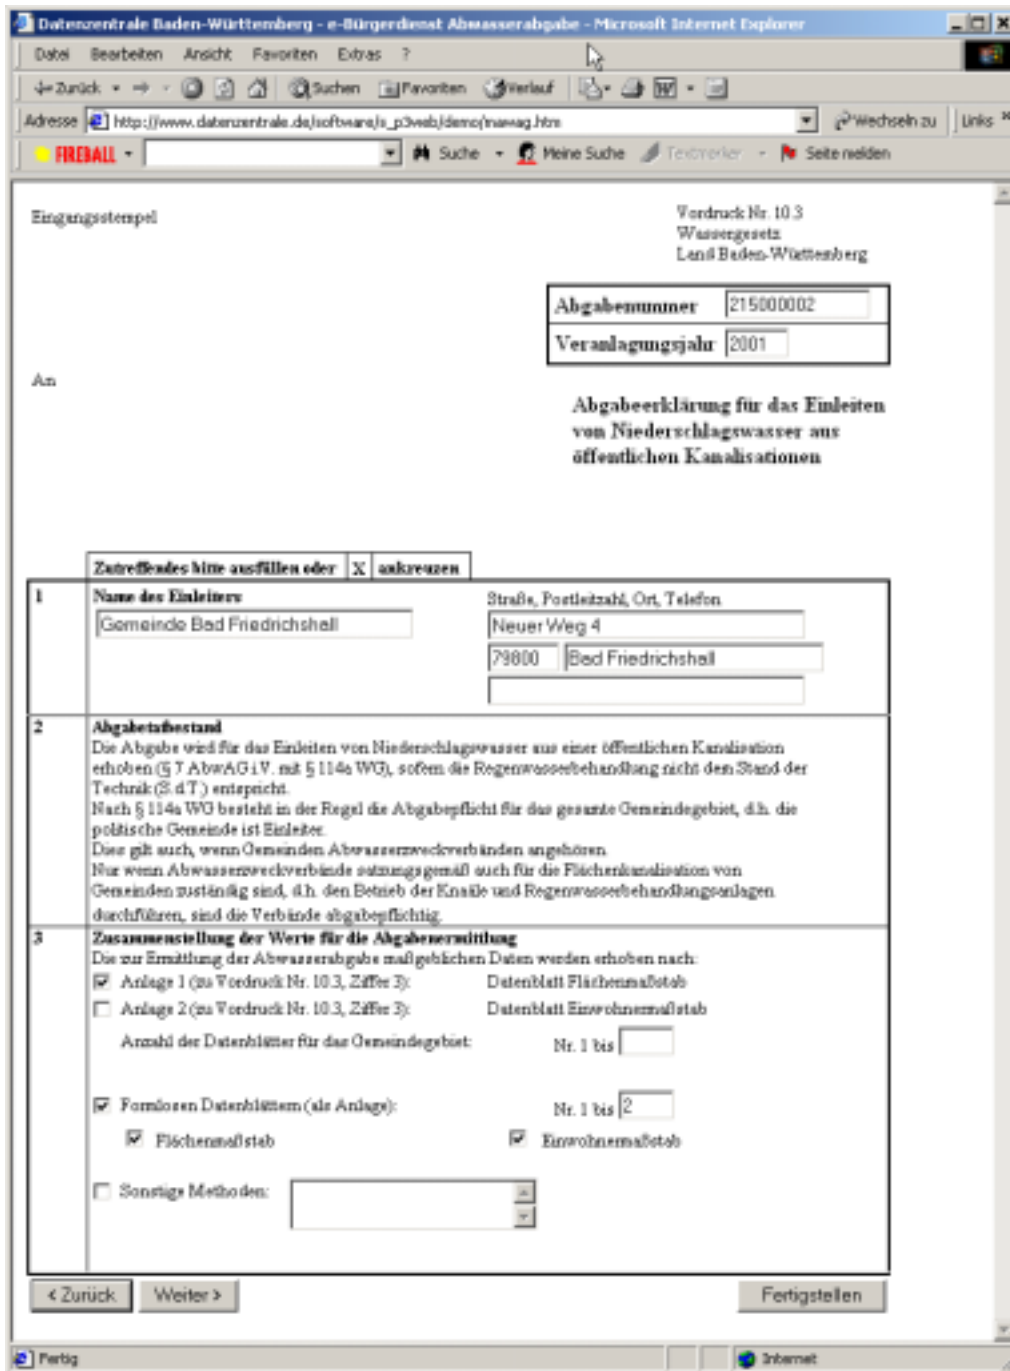 Datenzentrale Baden-Württemberg - e-Bürgerdienst Abwasserabgabe - Microsoft Internet Explorer
Datei Bearbeiten Ansicht Favoriten Extras ?
Zurück Suchen Favoriten Verlauf
Adresse http://www.datenzentrale.de/software/s_p3web/demo/mawag.htm Wechseln zu Links »
FIREBALL Suche Meine Suche Textmarker Seite melden
Eingangsstempel
Vordruck Nr. 10.3
Wassergesetz
Land Baden-Württemberg
Abgabenummer 215000002
Veranlagungsjahr 2001
An
Abgabeerklärung für das Einleiten
von Niederschlagswasser aus
öffentlichen Kanalisationen
Zutreffendes bitte ausfüllen oder X ankreuzen
1 Name des Einleiters Straße, Postleitzahl, Ort, Telefon
Gemeinde Bad Friedrichshall Neuer Weg 4
79800 Bad Friedrichshall
2 Abgabetatbestand
Die Abgabe wird für das Einleiten von Niederschlagswasser aus einer öffentlichen Kanalisation
erhoben (§ 7 AbwAG i.V. mit § 114a WG), sofern die Regenwasserbehandlung nicht dem Stand der
Technik (S.d.T.) entspricht.
Nach § 114a WG besteht in der Regel die Abgabepflicht für das gesamte Gemeindegebiet, d.h. die
politische Gemeinde ist Einleiter.
Dies gilt auch, wenn Gemeinden Abwasserzweckverbänden angehören.
Nur wenn Abwasserzweckverbände satzungsgemäß auch für die Flächenkanalisation von
Gemeinden zuständig sind, d.h. den Betrieb der Knaäle und Regenwasserbehandlungsanlagen
durchführen, sind die Verbände abgabepflichtig.
3 Zusammenstellung der Werte für die Abgabenermittlung
Die zur Ermittlung der Abwasserabgabe maßgeblichen Daten werden erhoben nach:
Anlage 1 (zu Vordruck Nr. 10.3, Ziffer 3): Datenblatt Flächenmaßstab
Anlage 2 (zu Vordruck Nr. 10.3, Ziffer 3): Datenblatt Einwohnermaßstab
Anzahl der Datenblätter für das Gemeindegebiet: Nr. 1 bis
Formlosen Datenblättern (als Anlage): Nr. 1 bis 2
Flächenmaßstab Einwohnermaßstab
Sonstige Methoden:
< Zurück Weiter > Fertigstellen
Fertig Internet